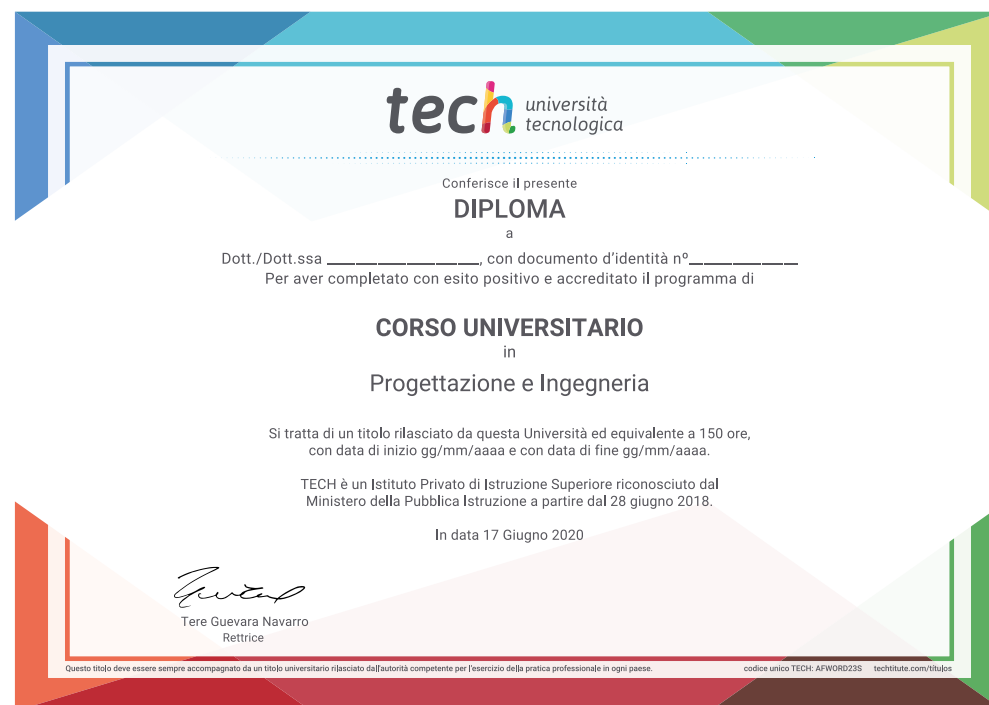 tech università
tecnologica
Conferisce il presente
DIPLOMA
a
Dott./Dott.ssa __________________, con documento d'identità nº_____________
Per aver completato con esito positivo e accreditato il programma di
CORSO UNIVERSITARIO
in
Progettazione e Ingegneria
Si tratta di un titolo rilasciato da questa Università ed equivalente a 150 ore,
con data di inizio gg/mm/aaaa e con data di fine gg/mm/aaaa.
TECH è un Istituto Privato di Istruzione Superiore riconosciuto dal
Ministero della Pubblica Istruzione a partire dal 28 giugno 2018.
In data 17 Giugno 2020
Tere Guevara Navarro
Rettrice
Questo titolo deve essere sempre accompagnato da un titolo universitario rilasciato dall'autorità competente per l'esercizio della pratica professionale in ogni paese. codice unico TECH: AFWORD23S techtitute.com/títulos